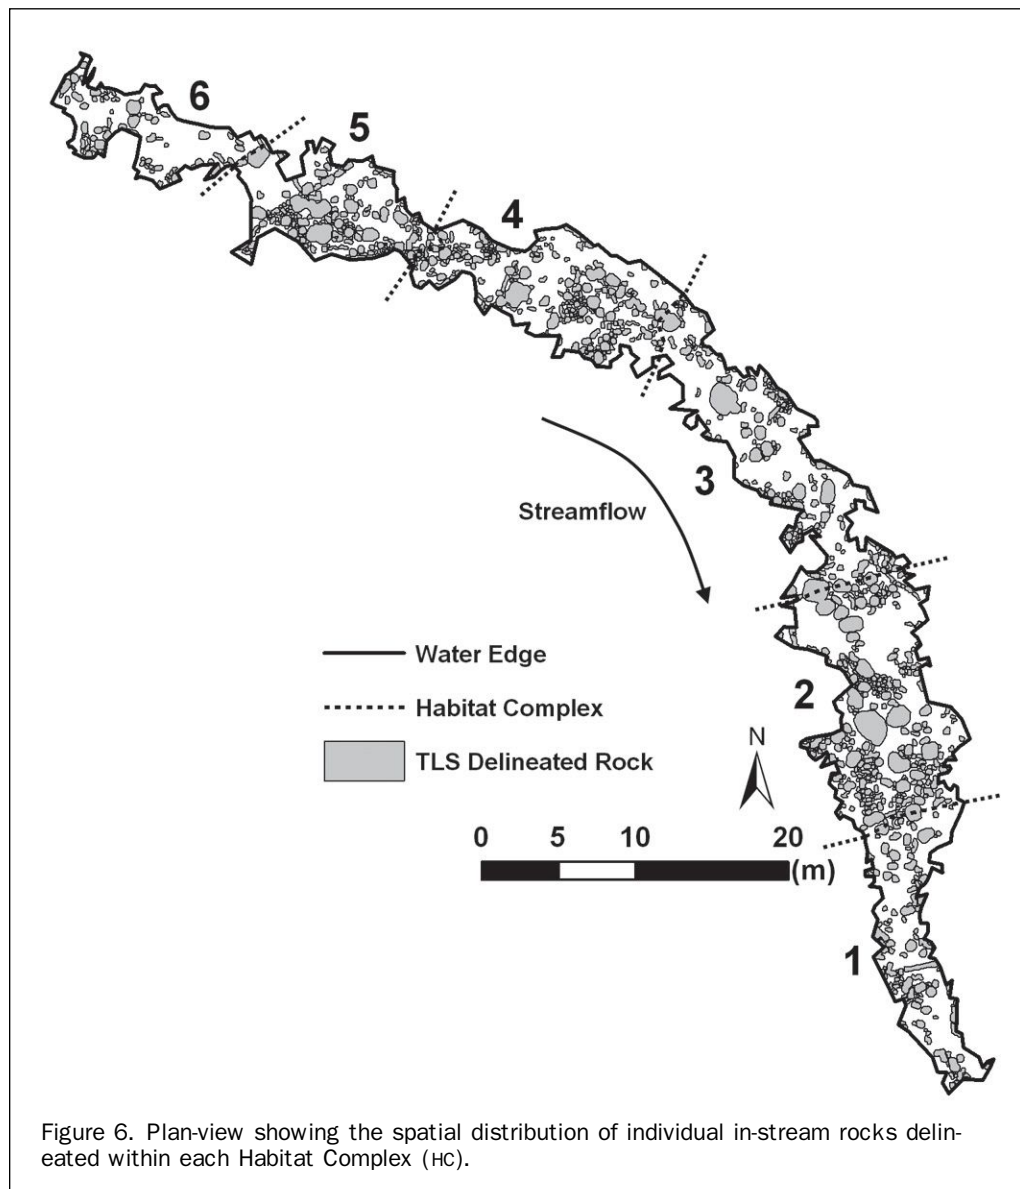 6
5
4
3
Streamflow
Water Edge
2
Habitat Complex
N
TLS Delineated Rock
0 5 10 20
(m)
1
Figure 6. Plan-view showing the spatial distribution of individual in-stream rocks delin-
eated within each Habitat Complex (HC).